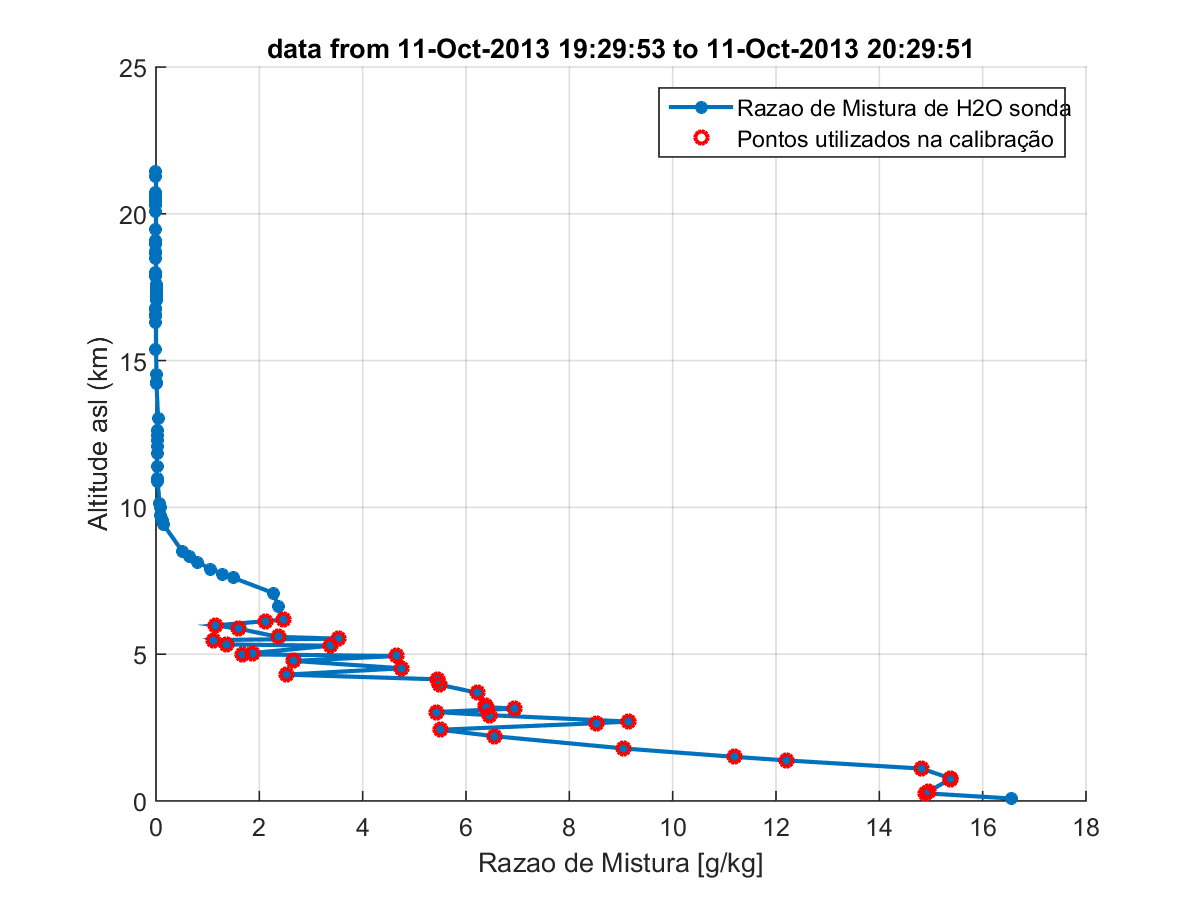 data from 11-Oct-2013 19:29:53 to 11-Oct-2013 20:29:51
Razao de Mistura de H2O sonda
Pontos utilizados na calibração
25
20
15
10
5
0
Altitude asl (km)
0 2 4 6 8 10 12 14 16 18
Razao de Mistura [g/kg]